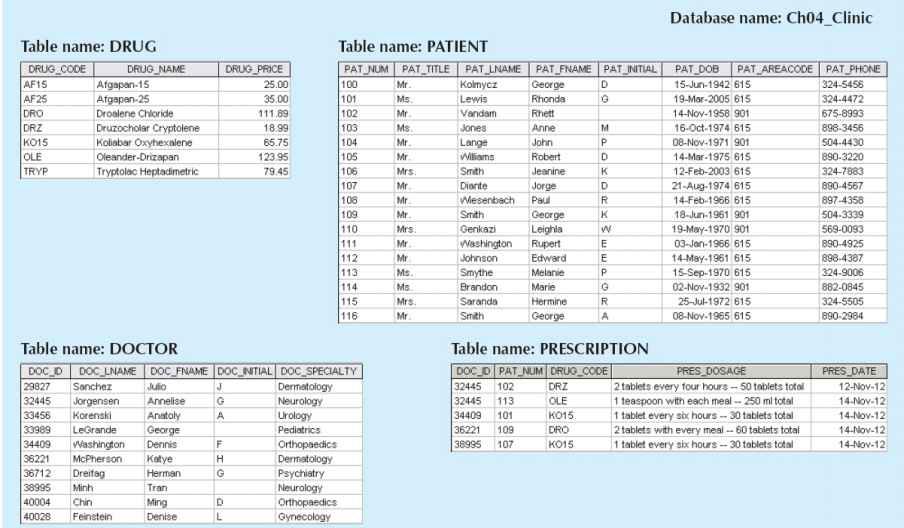 Database name: Ch04_Clinic
Table name: DRUG
DRUG_CODE DRUG_NAME DRUG_PRICE
AF15 Afgapan-15 25.00
AF25 Afgapan-25 35.00
DRO Droalene Chloride 111.89
DRZ Druzocholar Cryptolene 18.99
KO15 Koliabar Oxyhexalene 65.75
OLE Oleander-Drizapan 123.95
TRYP Tryptolac Heptadimetric 79.45
Table name: PATIENT
PAT_NUM PAT_TITLE PAT_LNAME PAT_FNAME PAT_INITIAL PAT_DOB PAT_AREACODE PAT_PHONE
100 Mr. Kolmycz George D 15-Jun-1942 615 324-5456
101 Ms. Lewis Rhonda G 19-Mar-2005 615 324-4472
102 Mr. Vandam Rhett 14-Nov-1958 901 675-8993
103 Ms. Jones Anne M 16-Oct-1974 615 898-3456
104 Mr. Lange John P 08-Nov-1971 901 504-4430
105 Mr. Williams Robert D 14-Mar-1975 615 890-3220
106 Mrs. Smith Jeanine K 12-Feb-2003 615 324-7883
107 Mr. Diante Jorge D 21-Aug-1974 615 890-4567
108 Mr. Wiesenbach Paul R 14-Feb-1966 615 897-4358
109 Mr. Smith George K 18-Jun-1961 901 504-3339
110 Mrs. Genkazi Leighla W 19-May-1970 901 569-0093
111 Mr. Washington Rupert E 03-Jan-1966 615 890-4925
112 Mr. Johnson Edward E 14-May-1961 615 898-4387
113 Ms. Smythe Melanie P 15-Sep-1970 615 324-9006
114 Ms. Brandon Marie G 02-Nov-1932 901 882-0845
115 Mrs. Saranda Hermine R 25-Jul-1972 615 324-5505
116 Mr. Smith George A 08-Nov-1965 615 890-2984
Table name: DOCTOR
DOC_ID DOC_LNAME DOC_FNAME DOC_INITIAL DOC_SPECIALTY
29827 Sanchez Julio J Dermatology
32445 Jorgensen Annelise G Neurology
33456 Korenski Anatoly A Urology
33989 LeGrande George Pediatrics
34409 Washington Dennis F Orthopaedics
36221 McPherson Katye H Dermatology
36712 Dreifag Herman G Psychiatry
38995 Minh Tran Neurology
40004 Chin Ming D Orthopaedics
40028 Feinstein Denise L Gynecology
Table name: PRESCRIPTION
DOC_ID PAT_NUM DRUG_CODE PRES_DOSAGE PRES_DATE
32445 102 DRZ 2 tablets every four hours -- 50 tablets total 12-Nov-12
32445 113 OLE 1 teaspoon with each meal -- 250 ml total 14-Nov-12
34409 101 KO15 1 tablet every six hours -- 30 tablets total 14-Nov-12
36221 109 DRO 2 tablets with every meal -- 60 tablets total 14-Nov-12
38995 107 KO15 1 tablet every six hours -- 30 tablets total 14-Nov-12